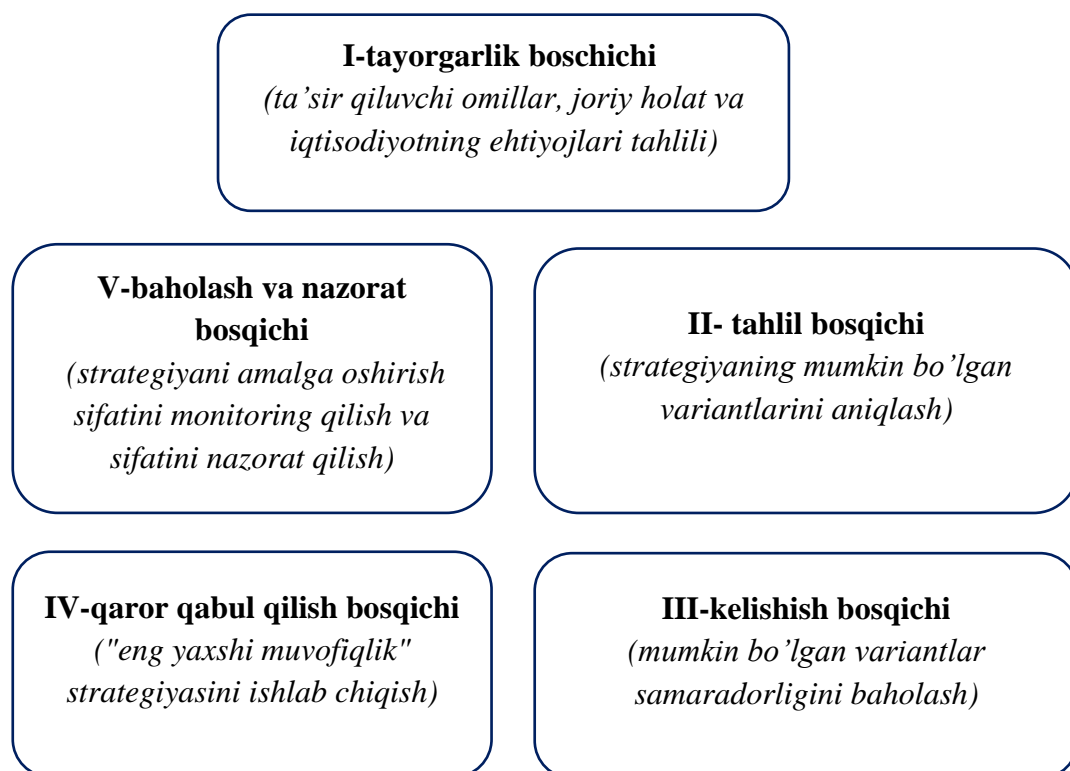 I-tayorgarlik boschichi
(ta’sir qiluvchi omillar, joriy holat va
iqtisodiyotning ehtiyojlari tahlili)
V-baholash va nazorat
bosqichi
(strategiyani amalga oshirish
sifatini monitoring qilish va
sifatini nazorat qilish)
II- tahlil bosqichi
(strategiyaning mumkin bo’lgan
variantlarini aniqlash)
IV-qaror qabul qilish bosqichi
("eng yaxshi muvofiqlik"
strategiyasini ishlab chiqish)
III-kelishish bosqichi
(mumkin bo’lgan variantlar
samaradorligini baholash)